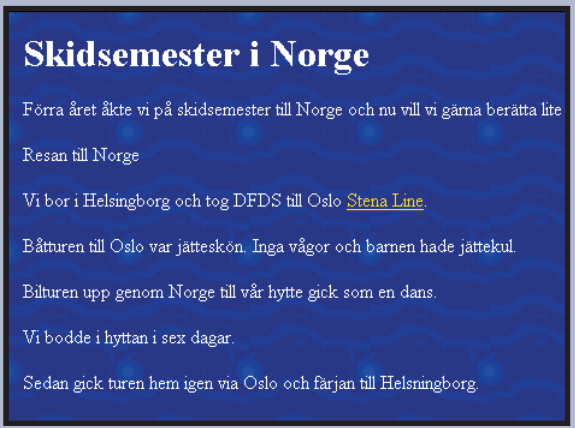 Skidsemester i Norge
Förra året åkte vi på skidsemester till Norge och nu vill vi gärna berätta lite
Resan till Norge
Vi bor i Helsingborg och tog DFDS till Oslo Stena Line.
Båtturen till Oslo var jätteskön. Inga vågor och barnen hade jättekul.
Bilturen upp genom Norge till vår hytte gick som en dans.
Vi bodde i hyttan i sex dagar.
Sedan gick turen hem igen via Oslo och färjan till Helsningborg.